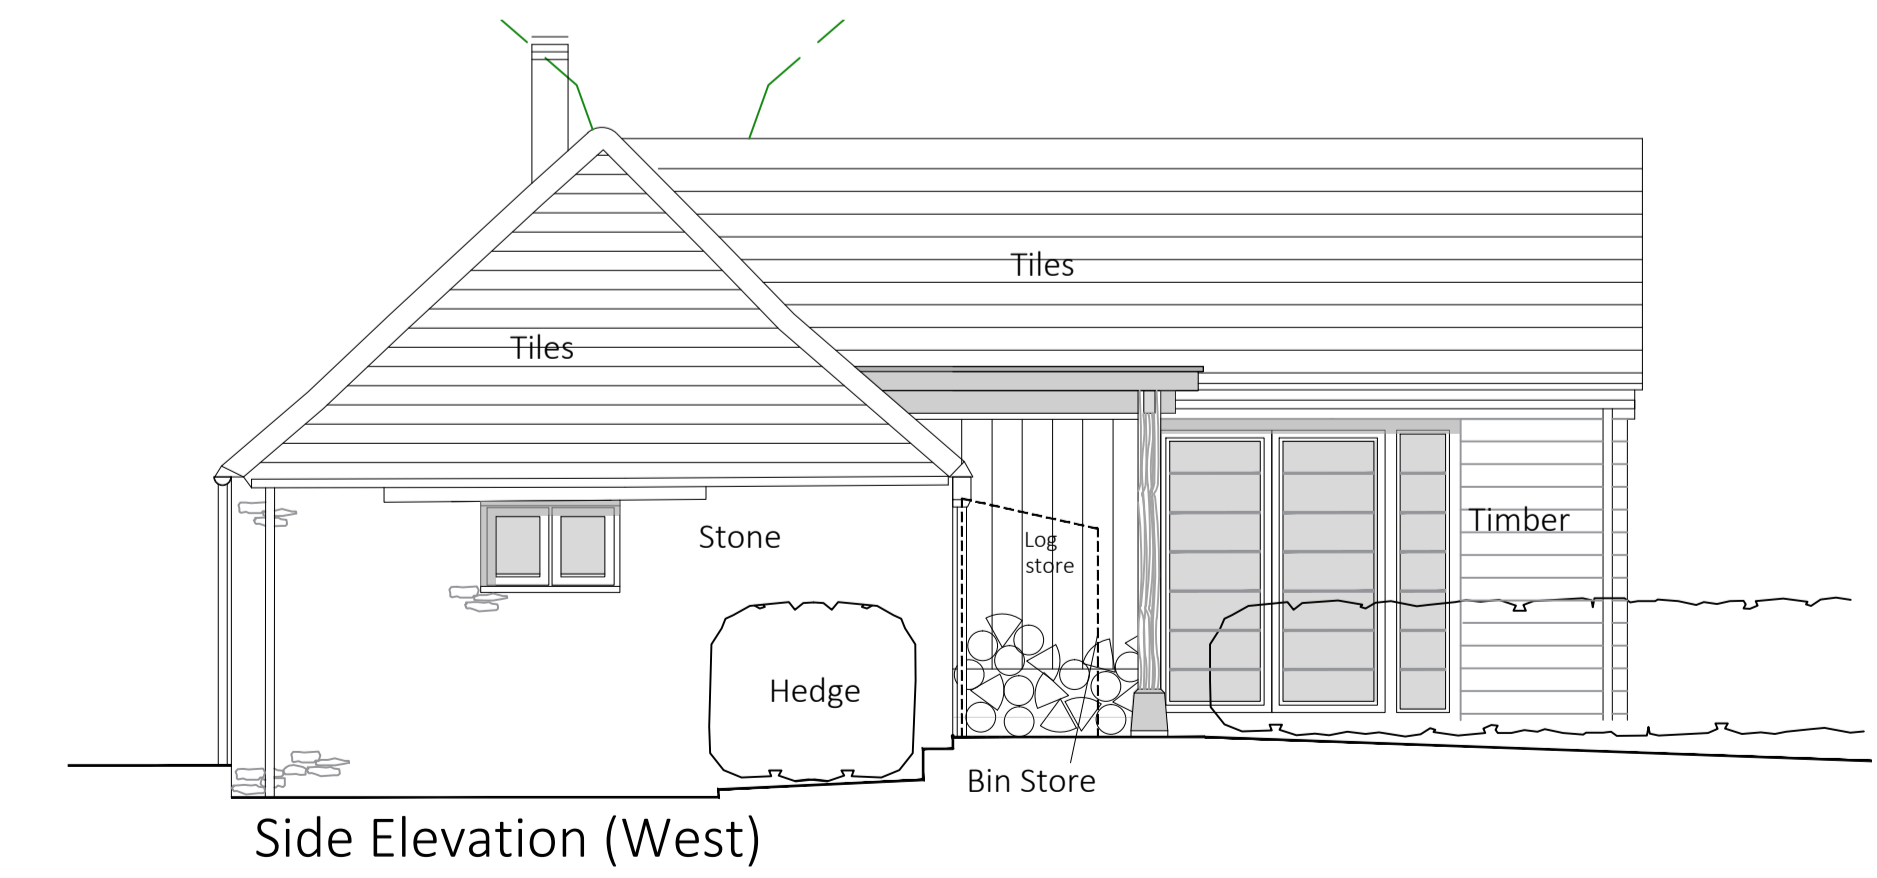 Tiles
Tiles
Stone
Timber
Log
store
Hedge
Bin Store
Side Elevation (West)